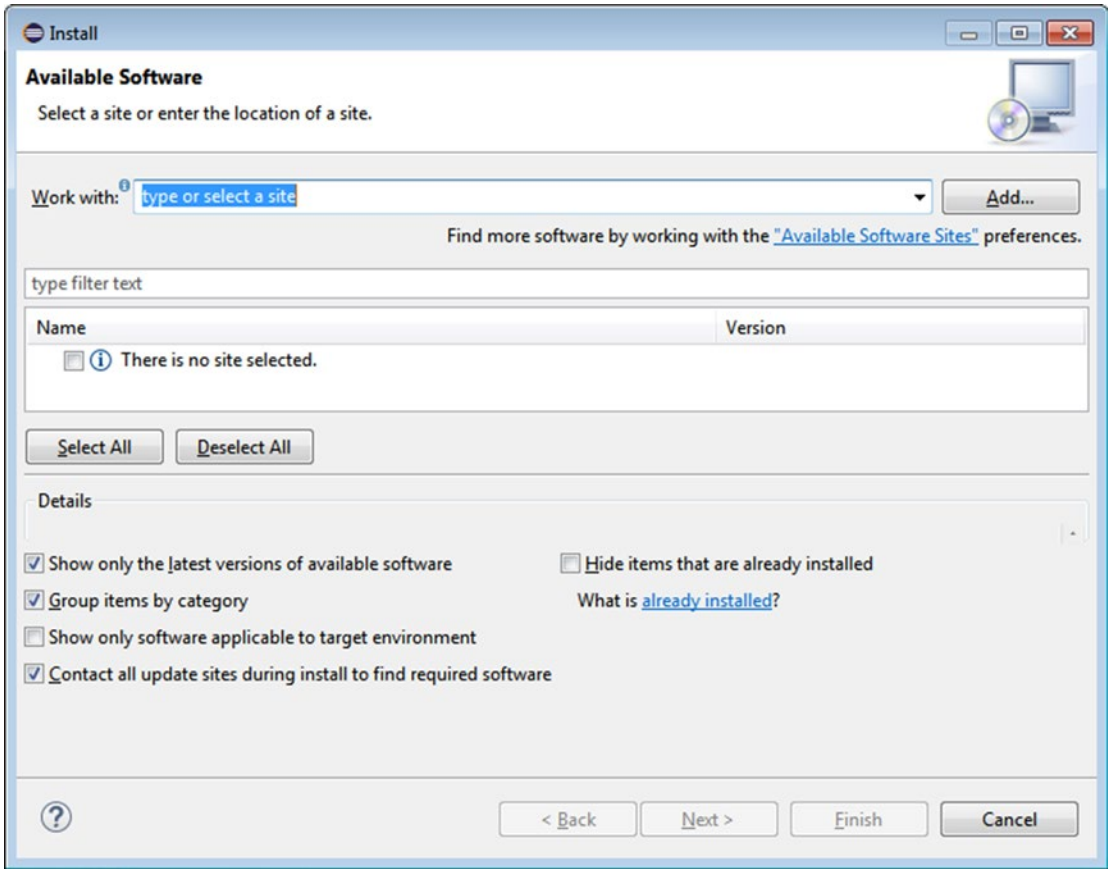 Install
Available Software
Select a site or enter the location of a site.
Work with: type or select a site Add...
Find more software by working with the "Available Software Sites" preferences.
type filter text
Name Version
There is no site selected.
Select All Deselect All
Details
Show only the latest versions of available software Hide items that are already installed
Group items by category What is already installed?
Show only software applicable to target environment
Contact all update sites during install to find required software
< Back Next > Finish Cancel